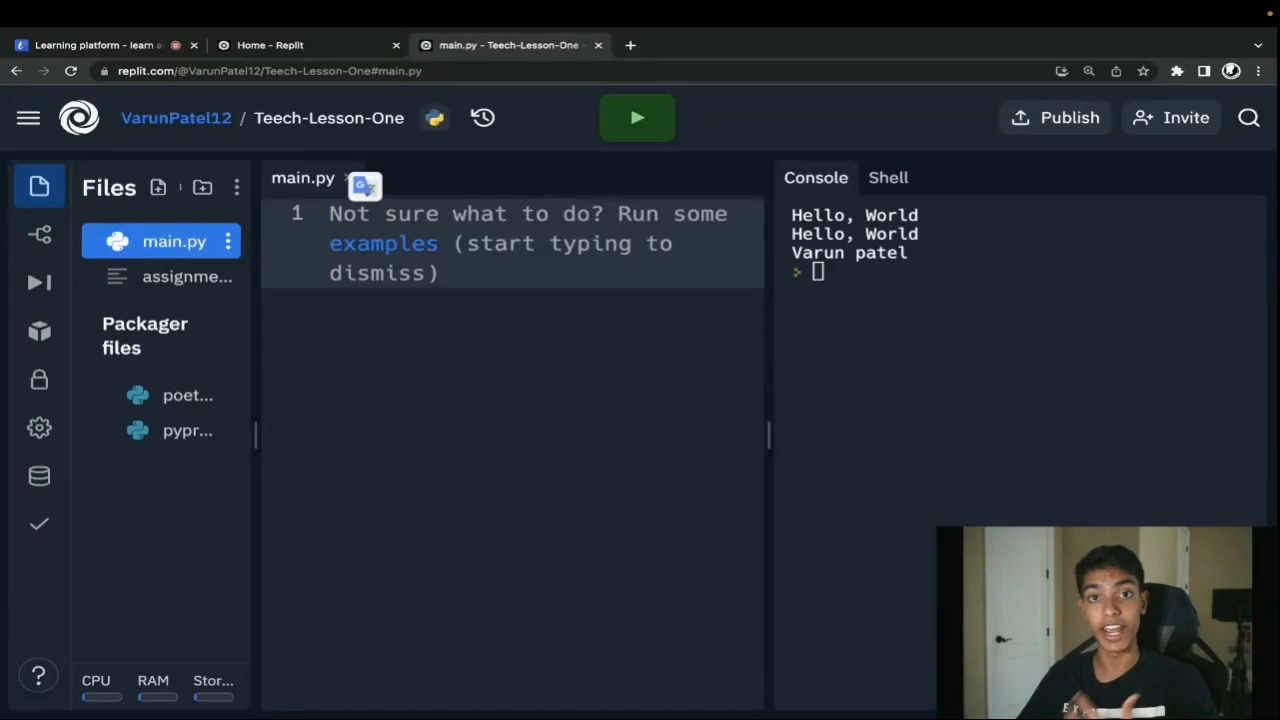 Learning platform - learn a
Home - Replit
main.py - Teech-Lesson-One -
replit.com/@VarunPatel12/Teech-Lesson-One#main.py
VarunPatel12 / Teech-Lesson-One
Publish
Invite
Files
main.py
assignme...
Packager
files
poet...
pypr...
CPU
RAM
Stor...
main.py
1
Not sure what to do? Run some
examples (start typing to
dismiss)
Console
Shell
Hello, World
Hello, World
Varun patel